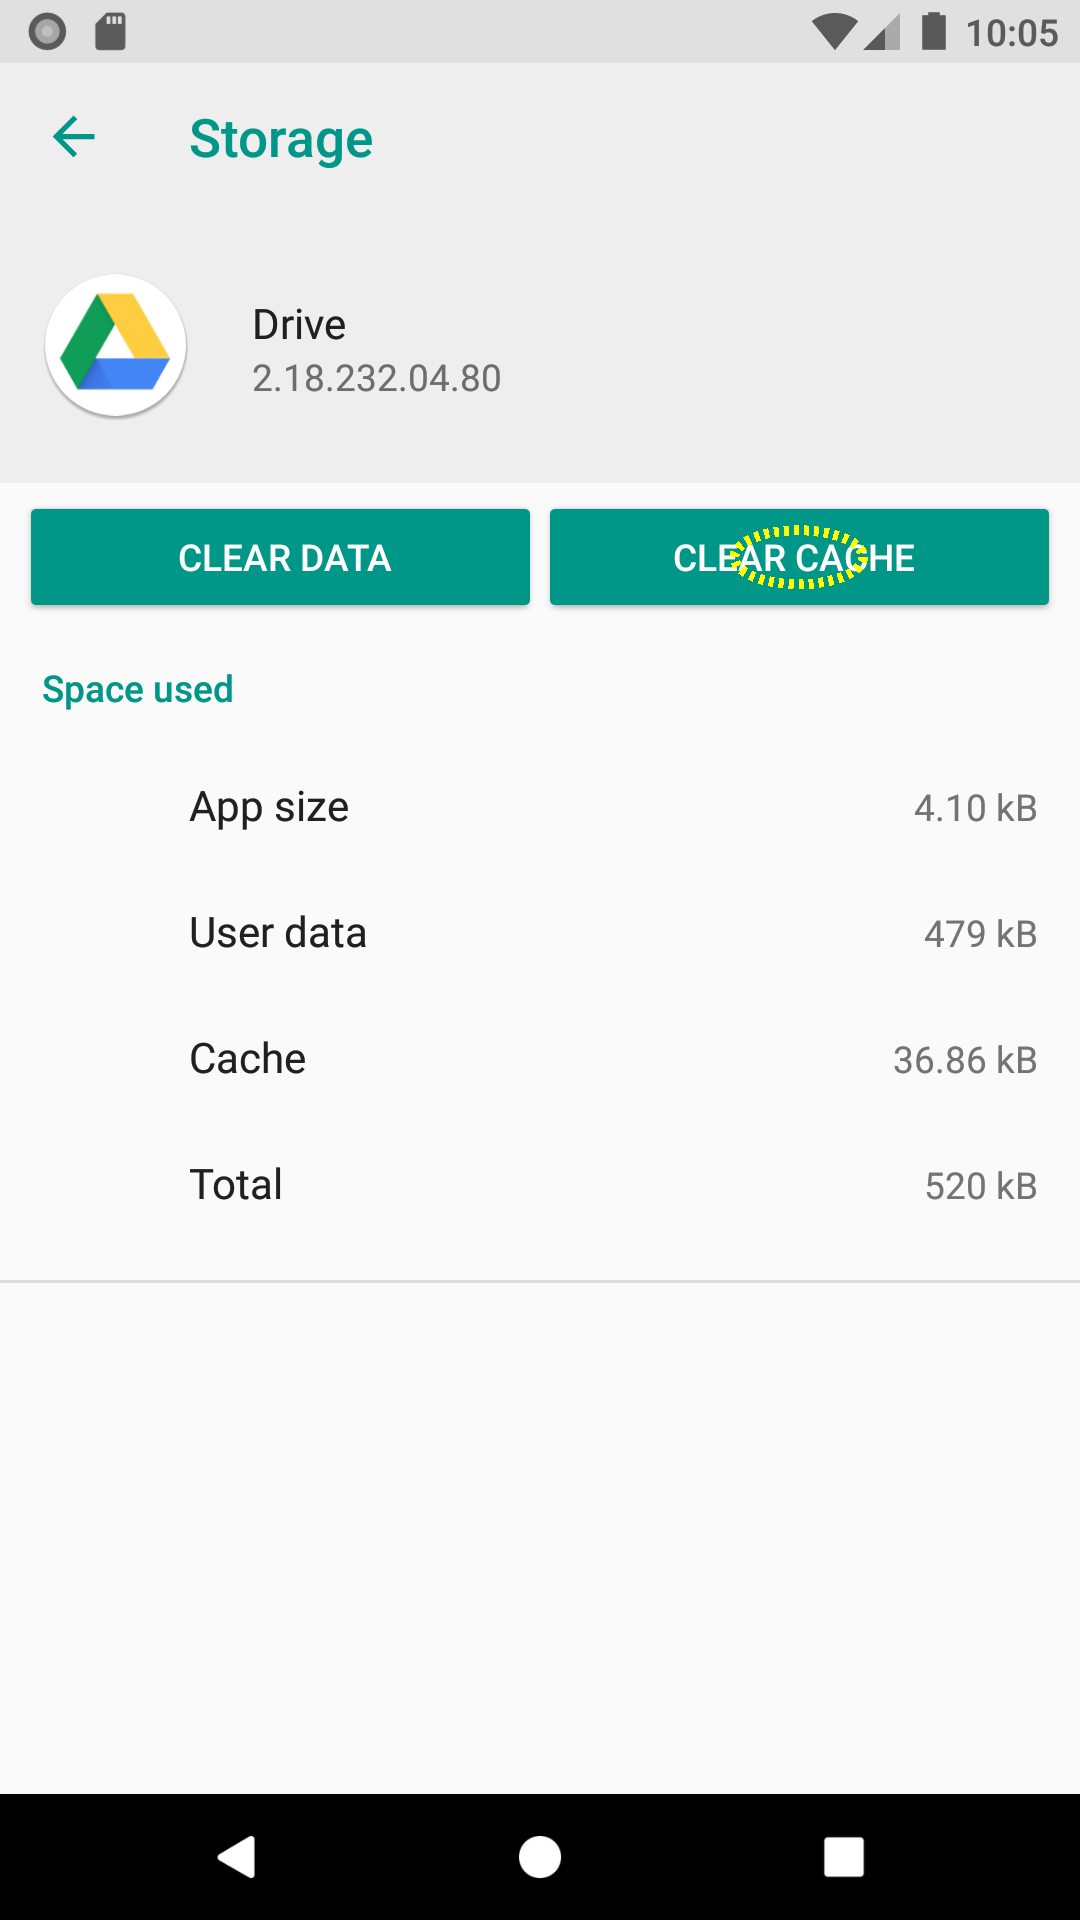 10:05
Storage
Drive
2.18.232.04.80
CLEAR DATA
CLEAR CACHE
Space used
App size
4.10 kB
User data
479 kB
Cache
36.86 kB
Total
520 kB